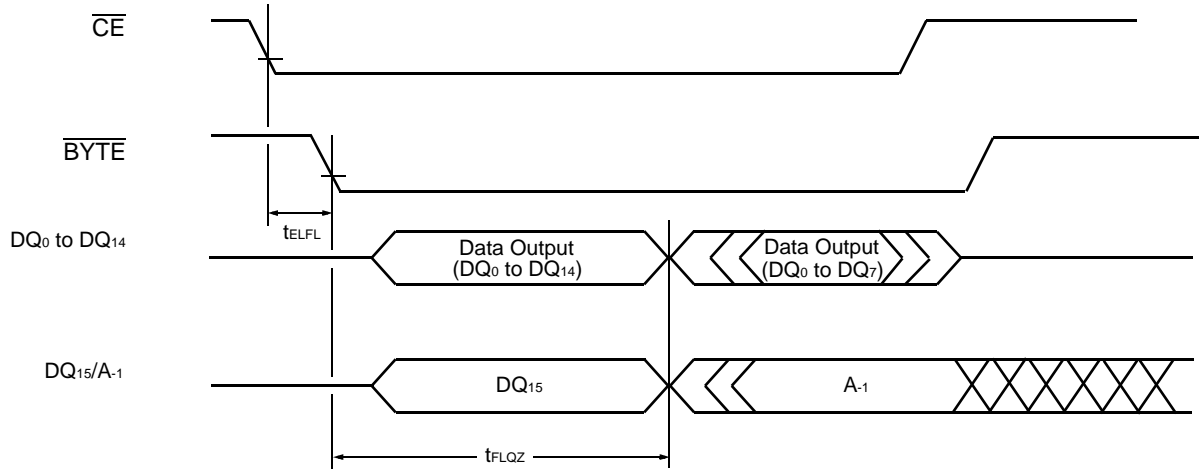 CE
BYTE
tELFL
DQ0 to DQ14
Data Output
(DQ0 to DQ14)
Data Output
(DQ0 to DQ7)
DQ15/A-1
DQ15
A-1
tFLQZ